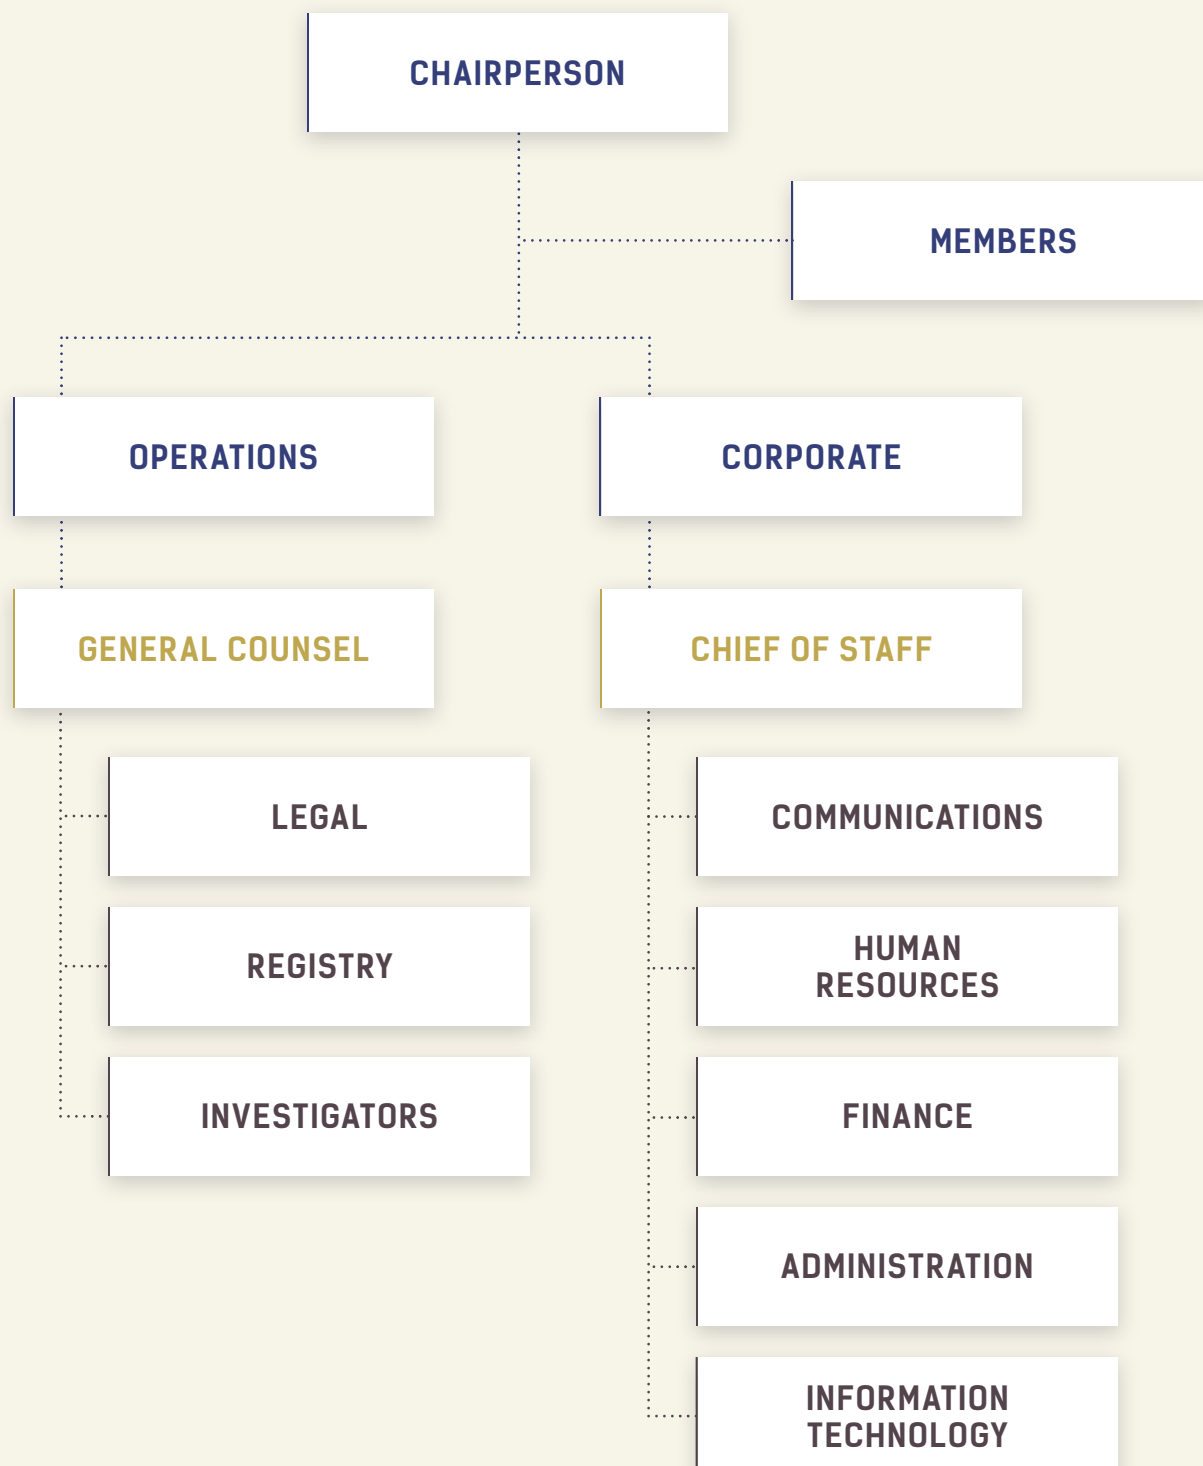 CHAIRPERSON
MEMBERS
OPERATIONS
CORPORATE
GENERAL COUNSEL
CHIEF OF STAFF
LEGAL
COMMUNICATIONS
REGISTRY
HUMAN
RESOURCES
INVESTIGATORS
FINANCE
ADMINISTRATION
INFORMATION
TECHNOLOGY